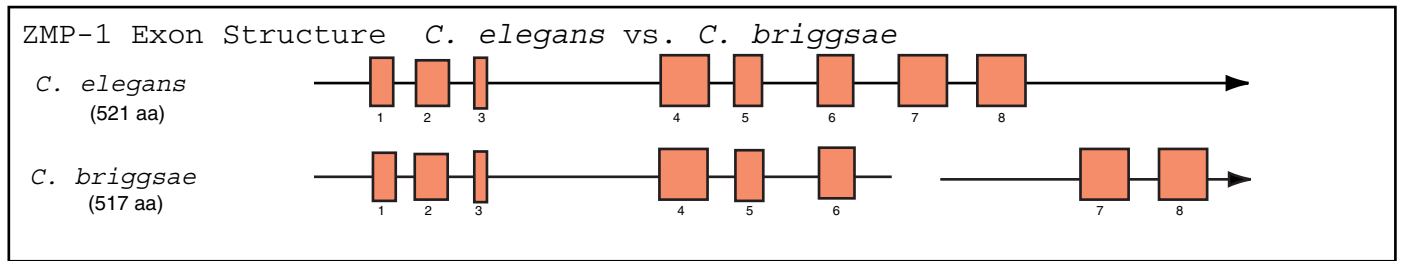 ZMP-1 Exon Structure C. elegans vs. C. briggsae
C. elegans
(521 aa)
1 2 3 4 5 6 7 8
C. briggsae
(517 aa)
1 2 3 4 5 6 7 8